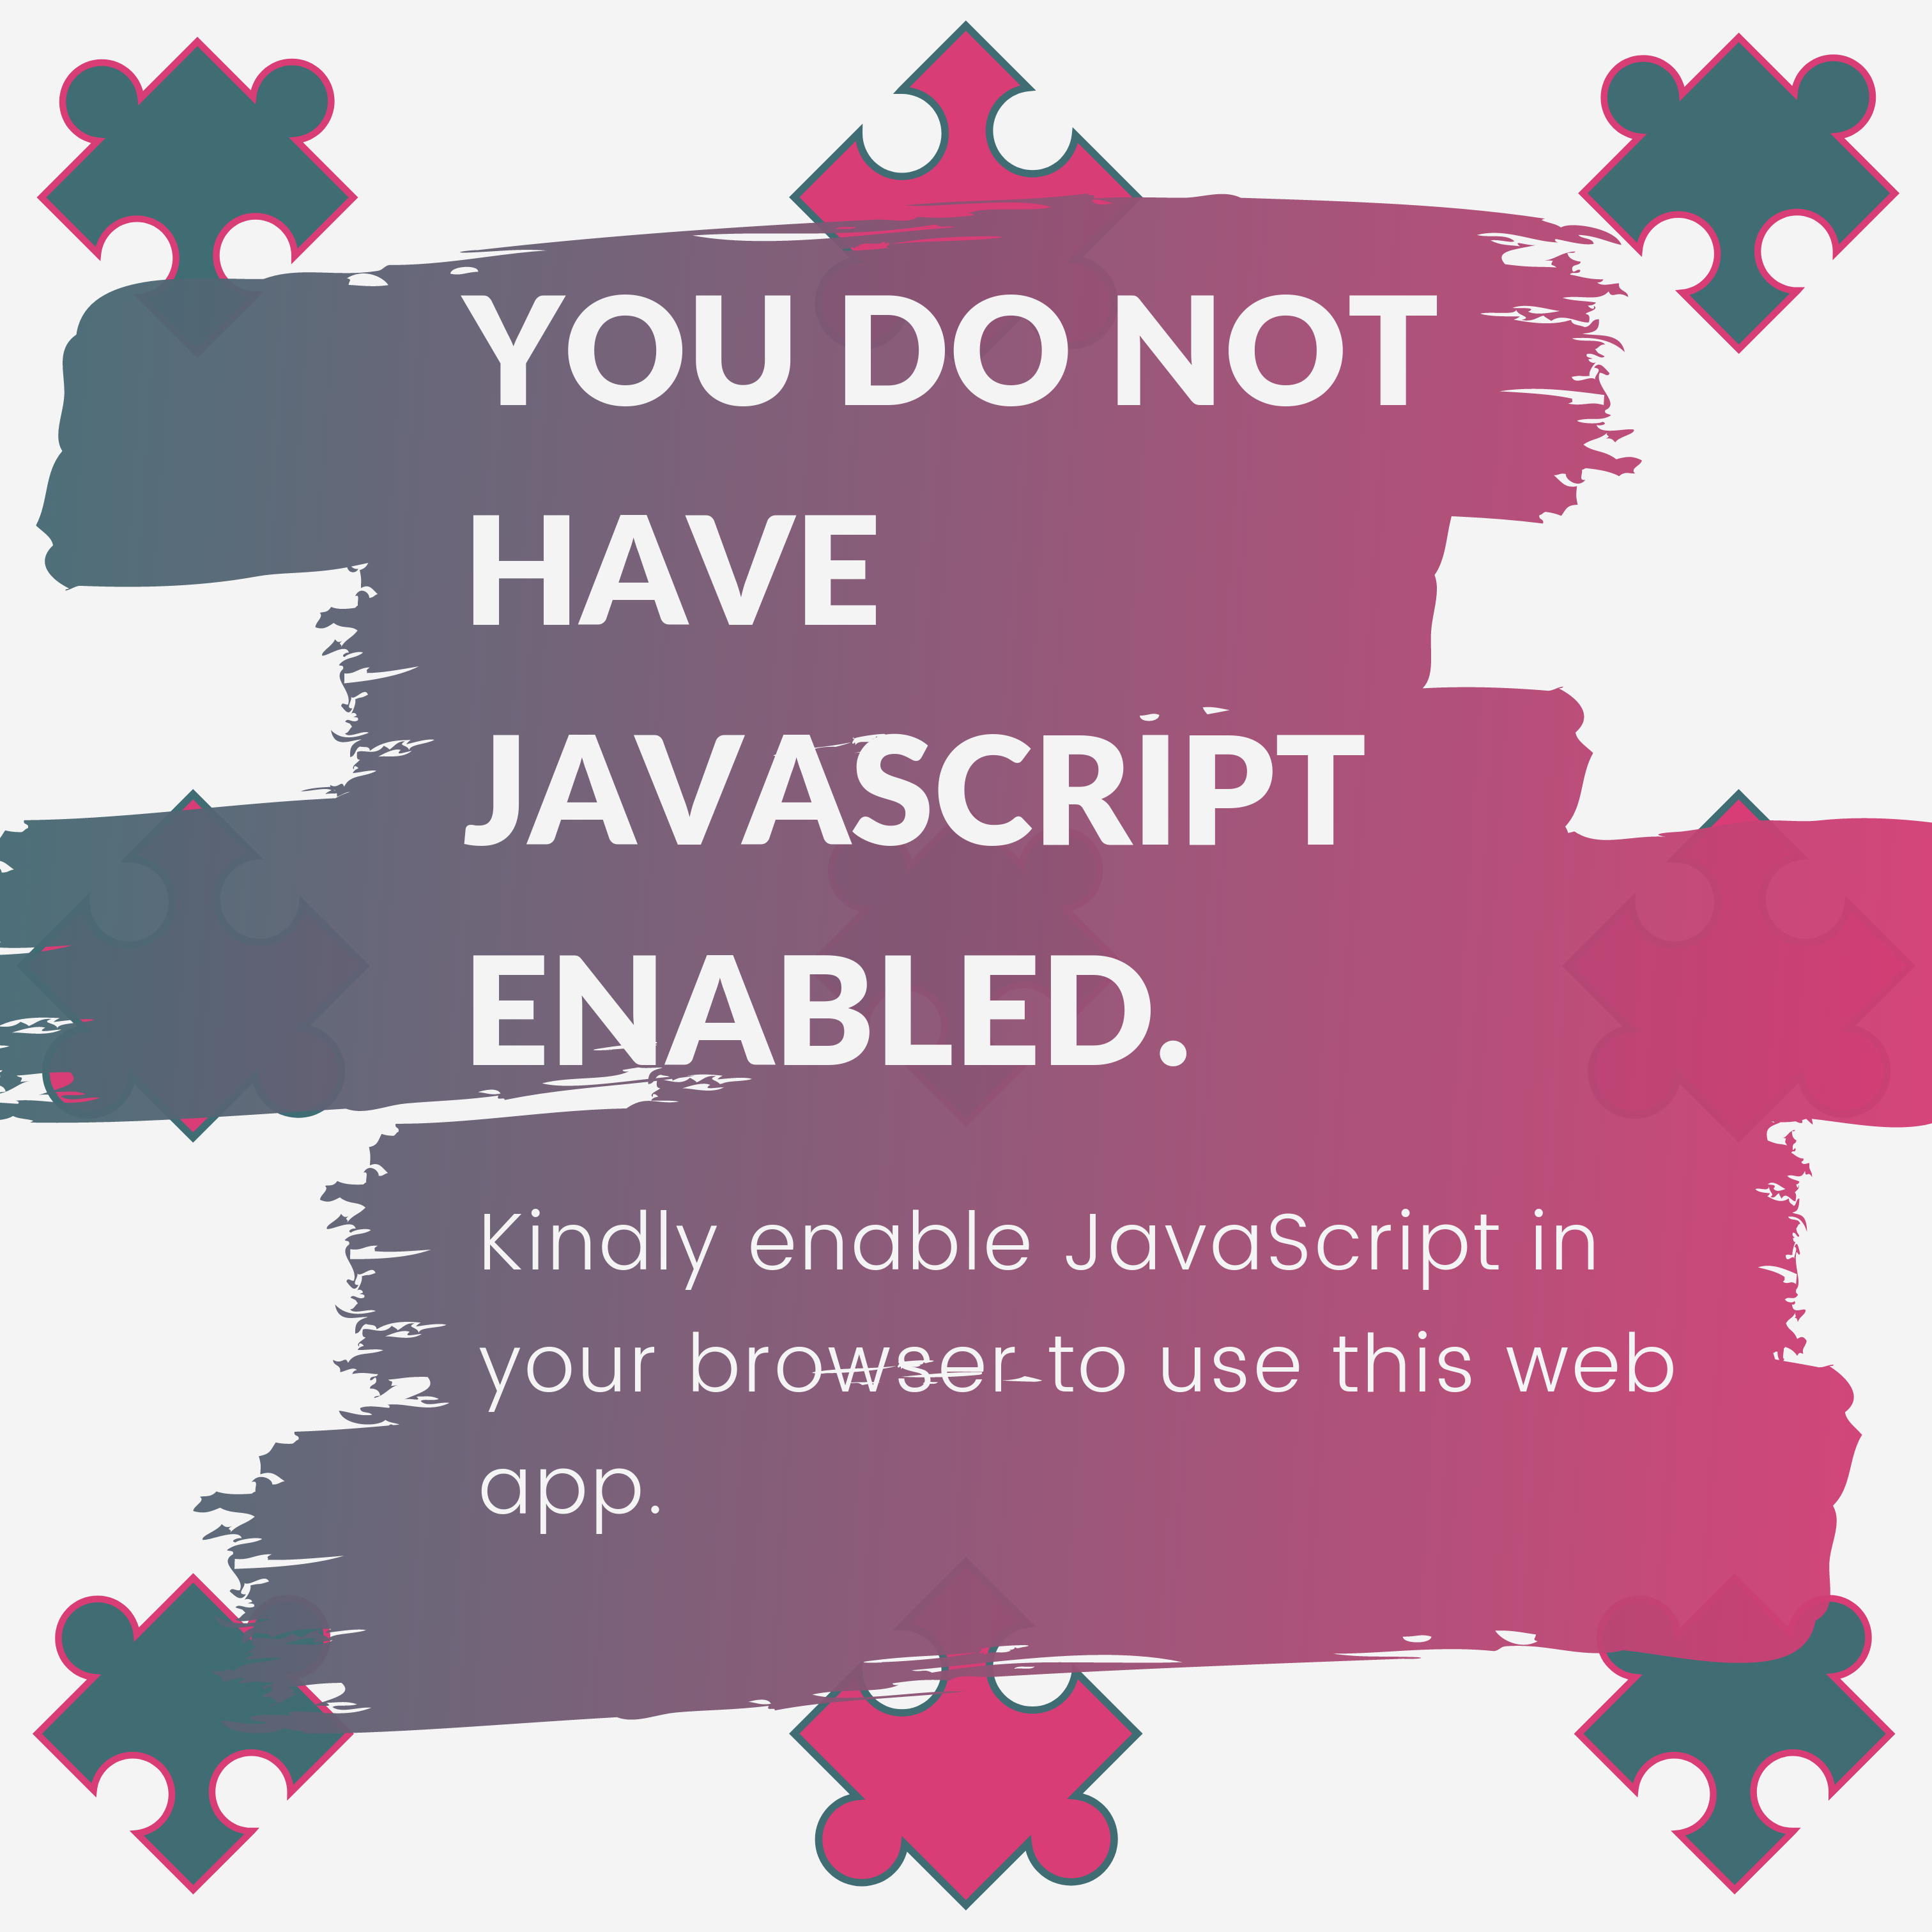 YOU DO NOT
HAVE
JAVASCRIPT
ENABLED.
Kindly enable JavaScript in
your browser to use this web
app.